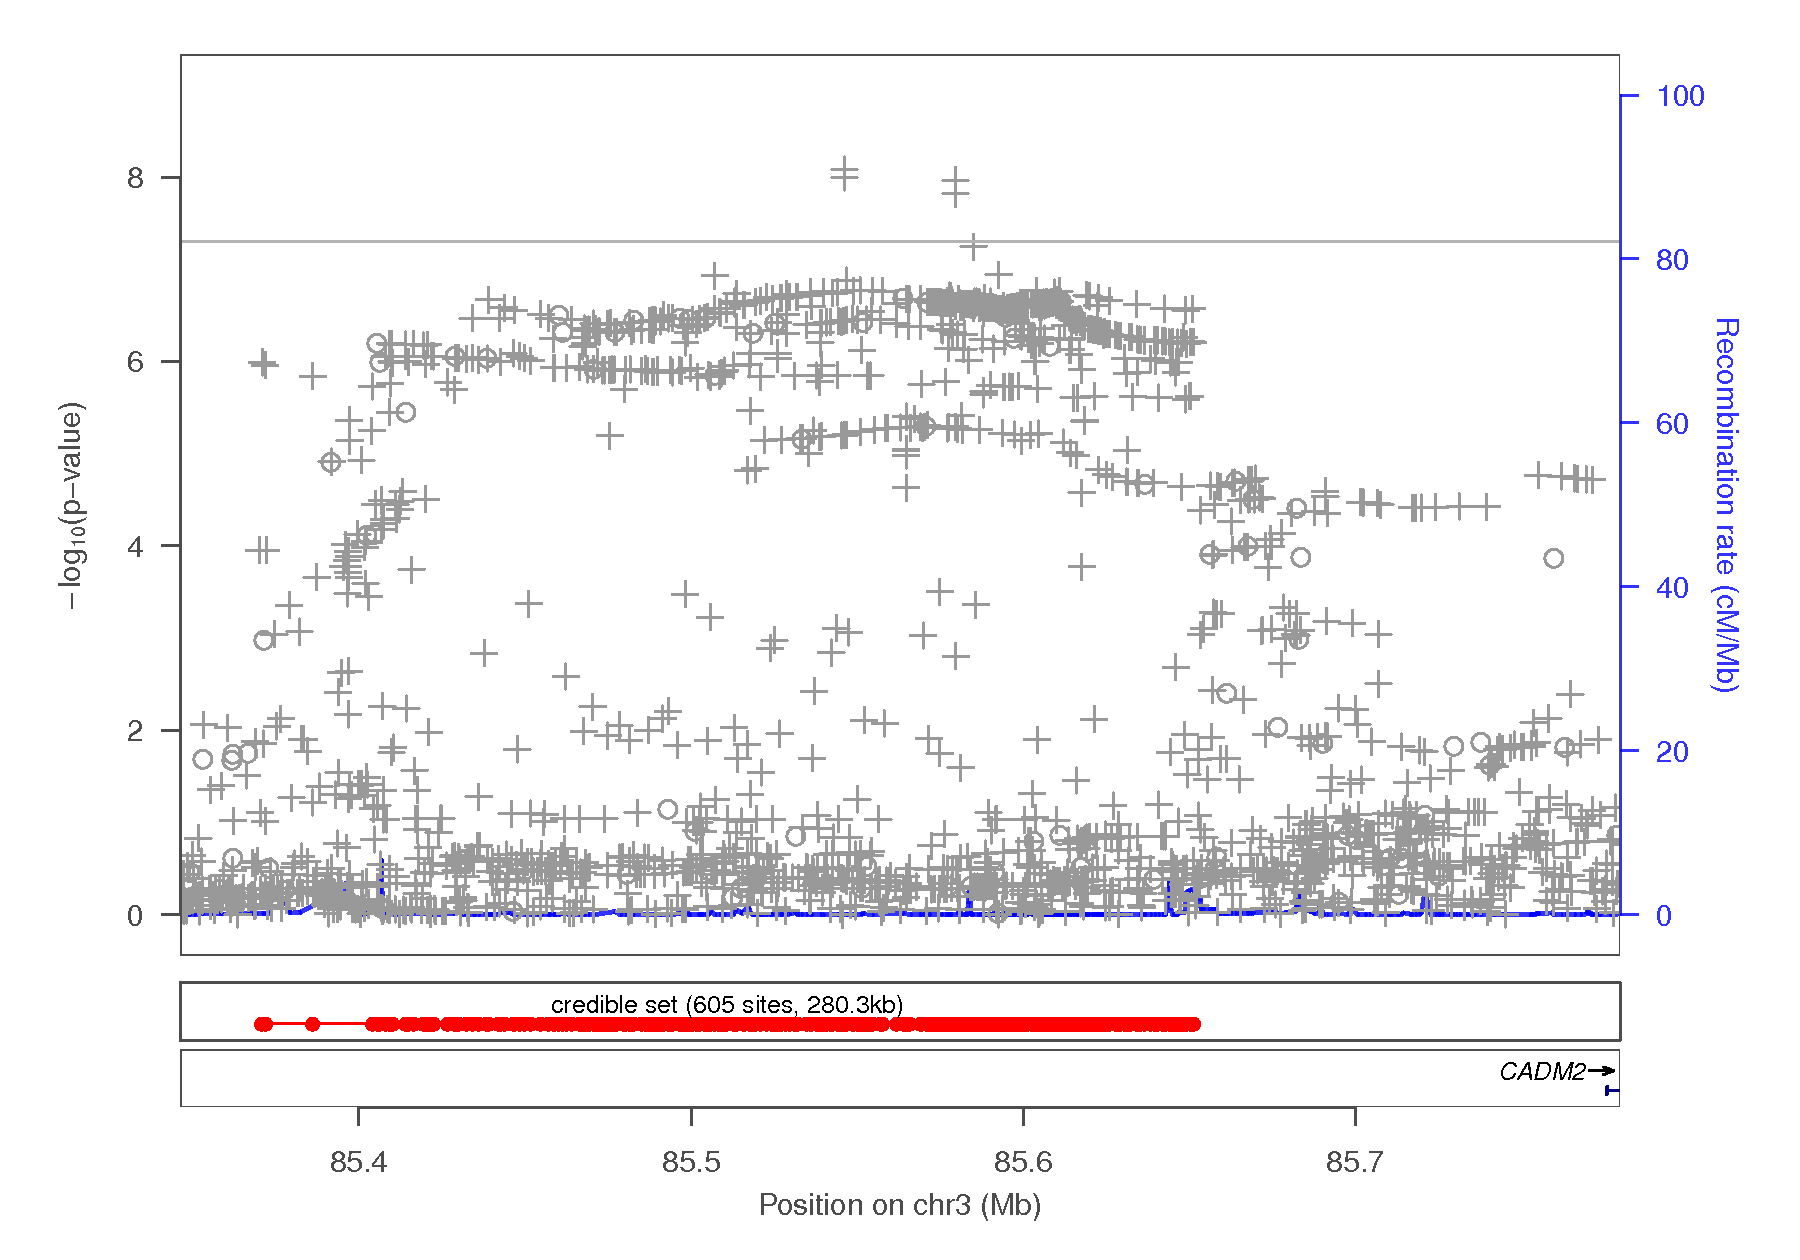 −log10(p−value)
8
6
4
2
0
100
80
60
40
20
0
Recombination rate (cM/Mb)
credible set (605 sites, 280.3kb)
CADM2
85.4 85.5 85.6 85.7
Position on chr3 (Mb)